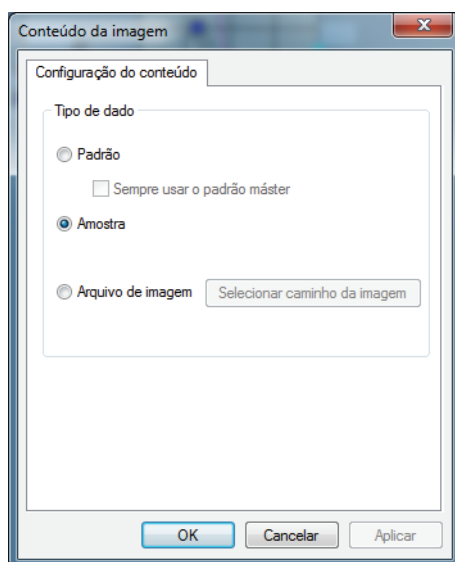 Conteúdo da imagem
Configuração do conteúdo
Tipo de dado
Padrão
Sempre usar o padrão máster
Amostra
Arquivo de imagem Selecionar caminho da imagem
OK Cancelar Aplicar